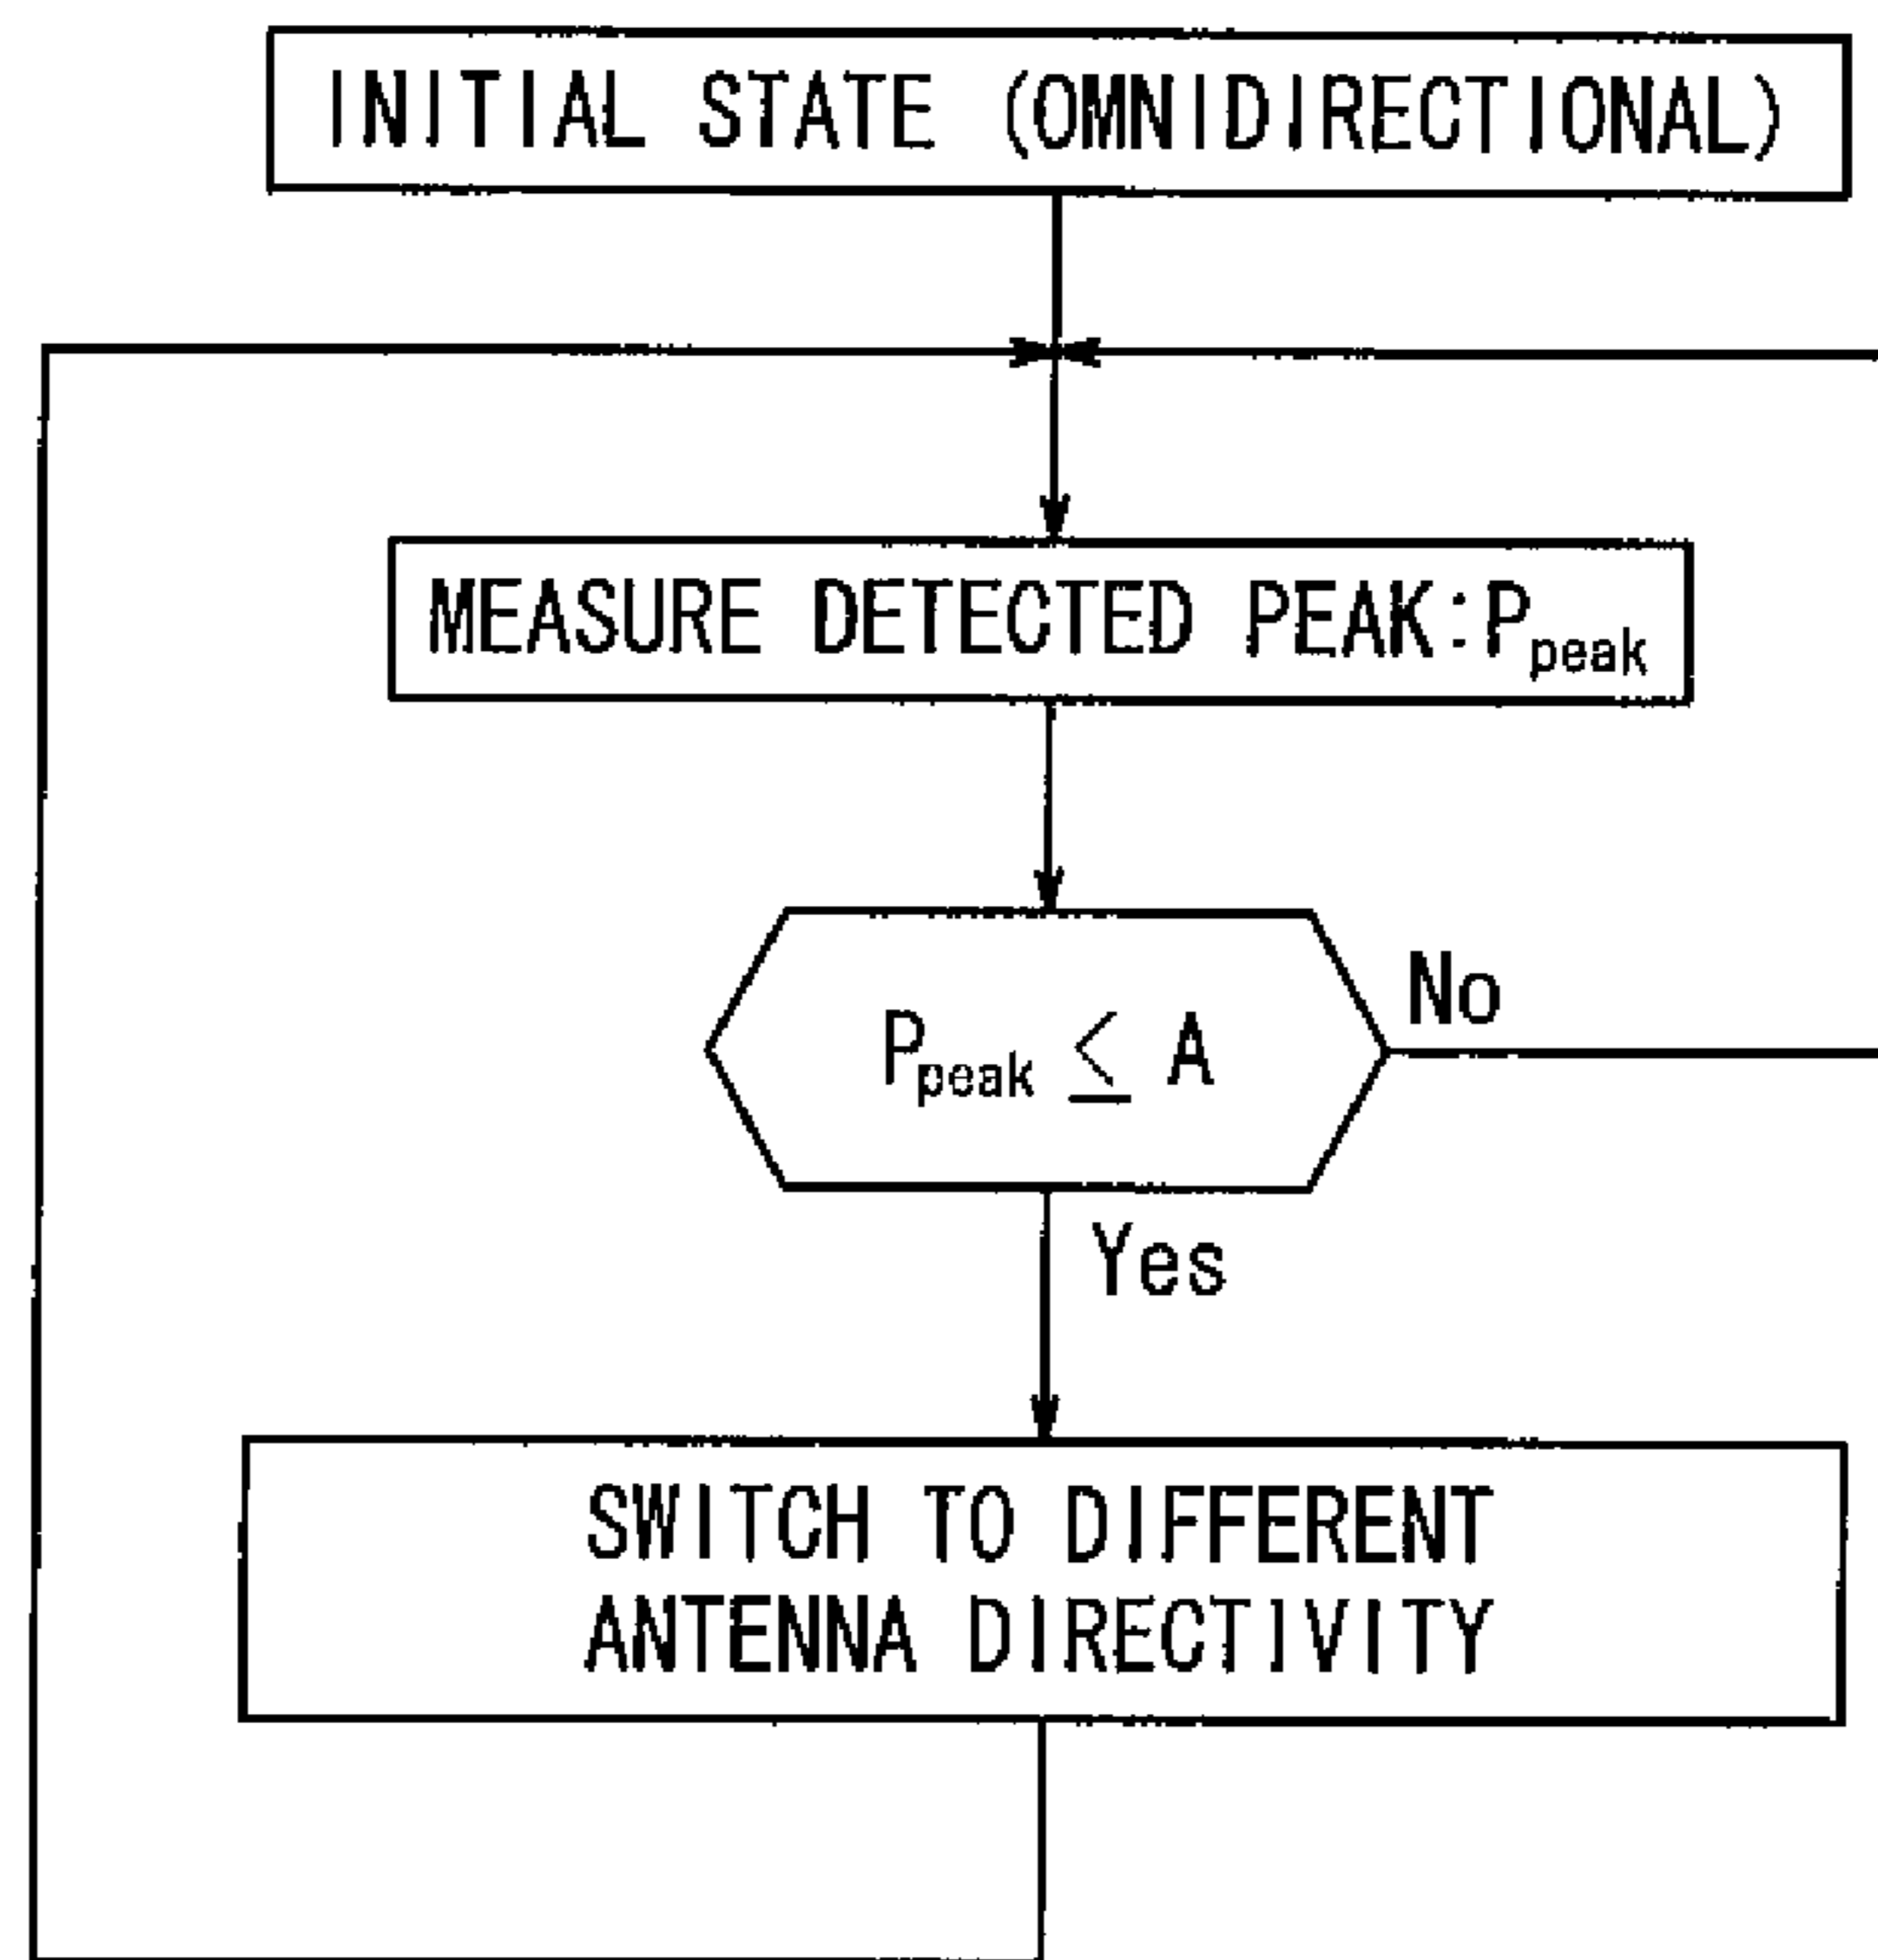 INITIAL STATE (OMNIDIRECTIONAL)
MEASURE DETECTED PEAK:Ppeak
Ppeak ≤ A
No
Yes
SWITCH TO DIFFERENT
ANTENNA DIRECTIVITY